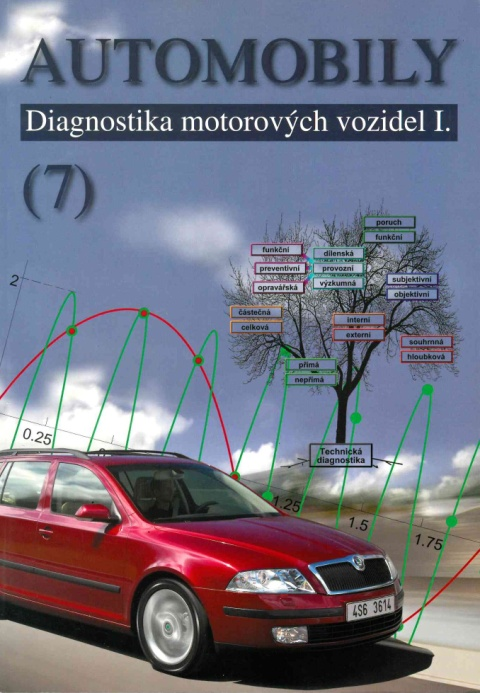 AUTOMOBILY
Diagnostika motorových vozidel I.
(7)
poruch
funkční
funkční
dílenská
preventivní
provozní
opravářská
výzkumná
subjektivní
objektivní
částečná
celková
interní
externí
souhrnná
hloubková
přímá
nepřímá
Technická
diagnostika
2
0.25
0
1.25
1.5
1.75
4S6 3614